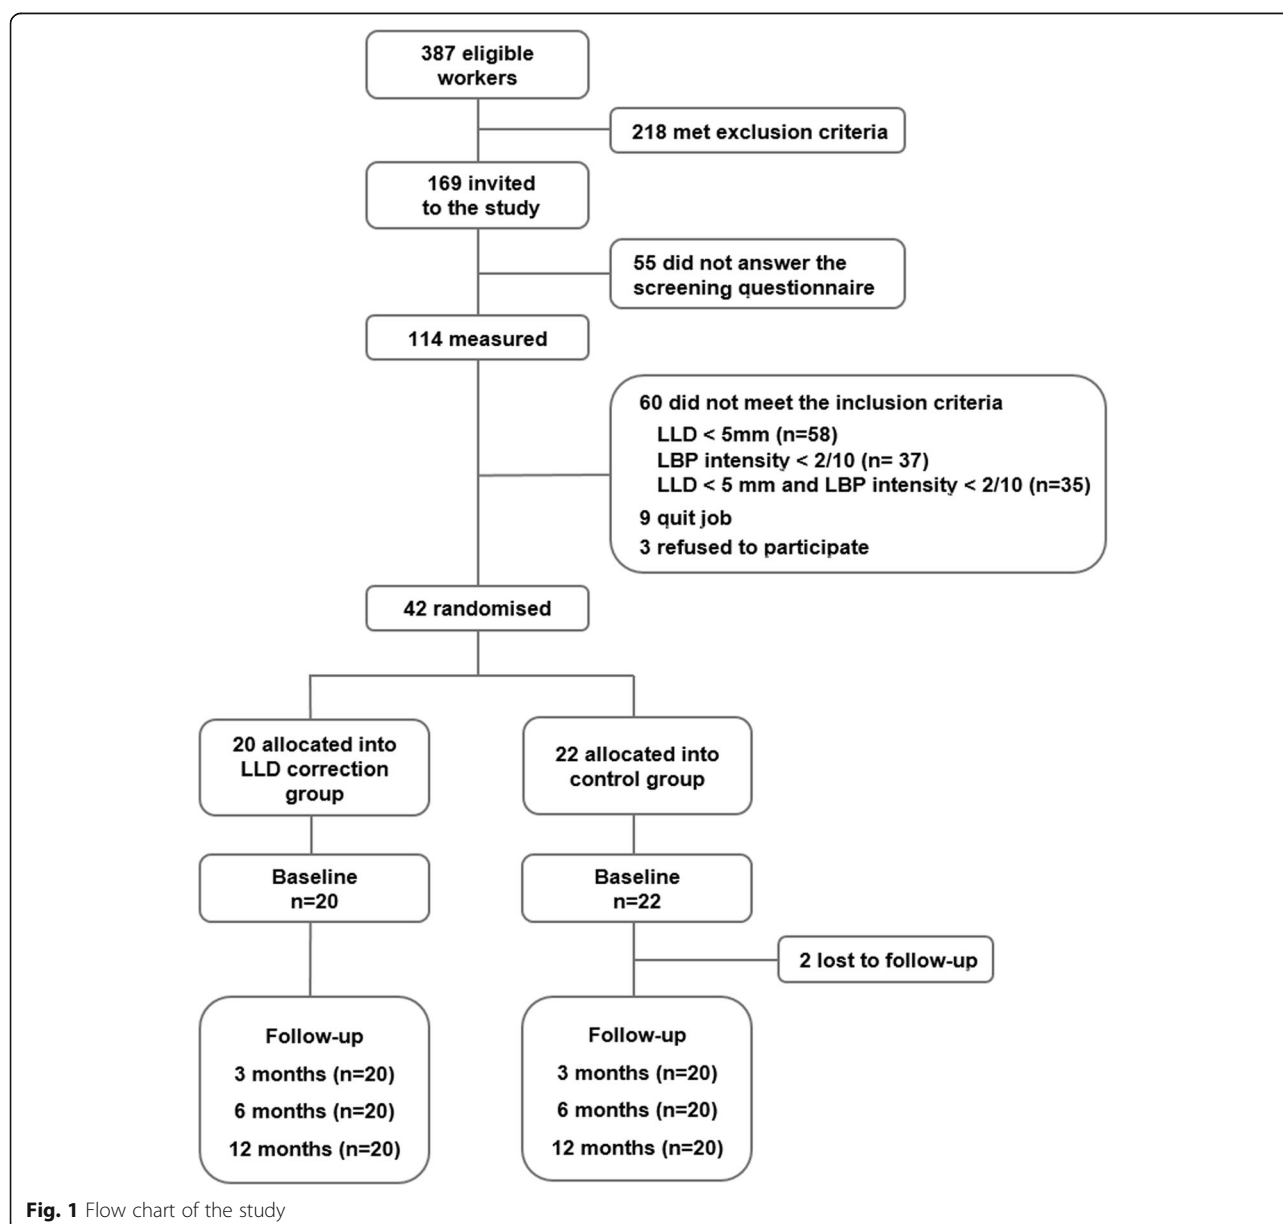 387 eligible
workers
218 met exclusion criteria
169 invited
to the study
55 did not answer the
screening questionnaire
114 measured
60 did not meet the inclusion criteria
LLD < 5mm (n=58)
LBP intensity < 2/10 (n= 37)
LLD < 5 mm and LBP intensity < 2/10 (n=35)
9 quit job
3 refused to participate
42 randomised
20 allocated into
LLD correction
group
22 allocated into
control group
Baseline
n=20
Baseline
n=22
2 lost to follow-up
Follow-up
3 months (n=20)
6 months (n=20)
12 months (n=20)
Follow-up
3 months (n=20)
6 months (n=20)
12 months (n=20)
Fig. 1 Flow chart of the study